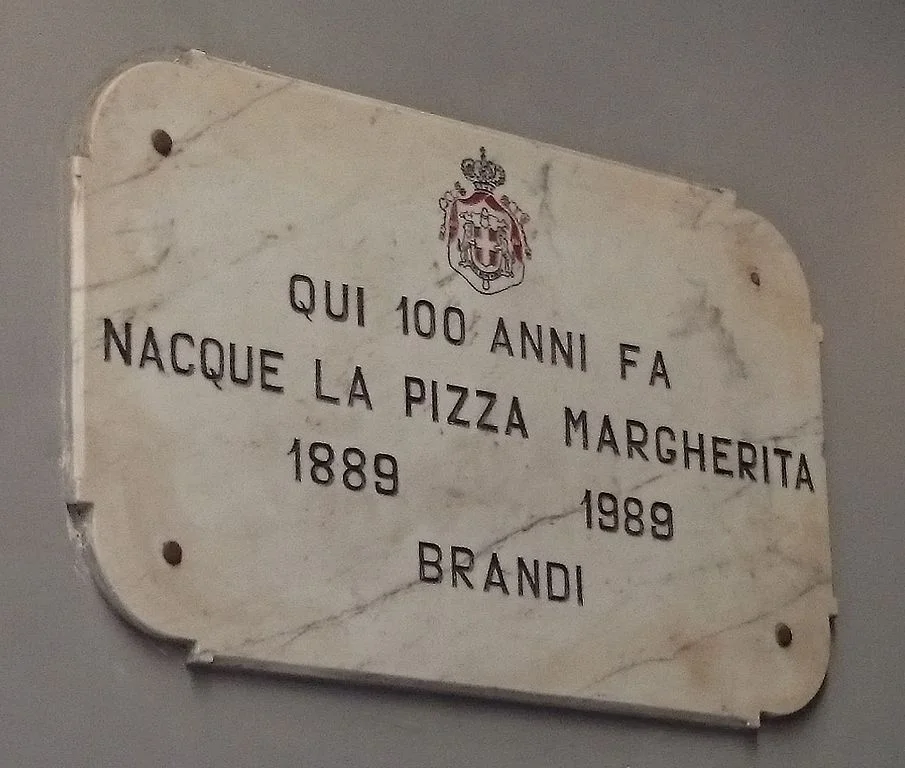 QUI 100 ANNI FA
NACQUE LA PIZZA MARGHERITA
1889 1989
BRANDI